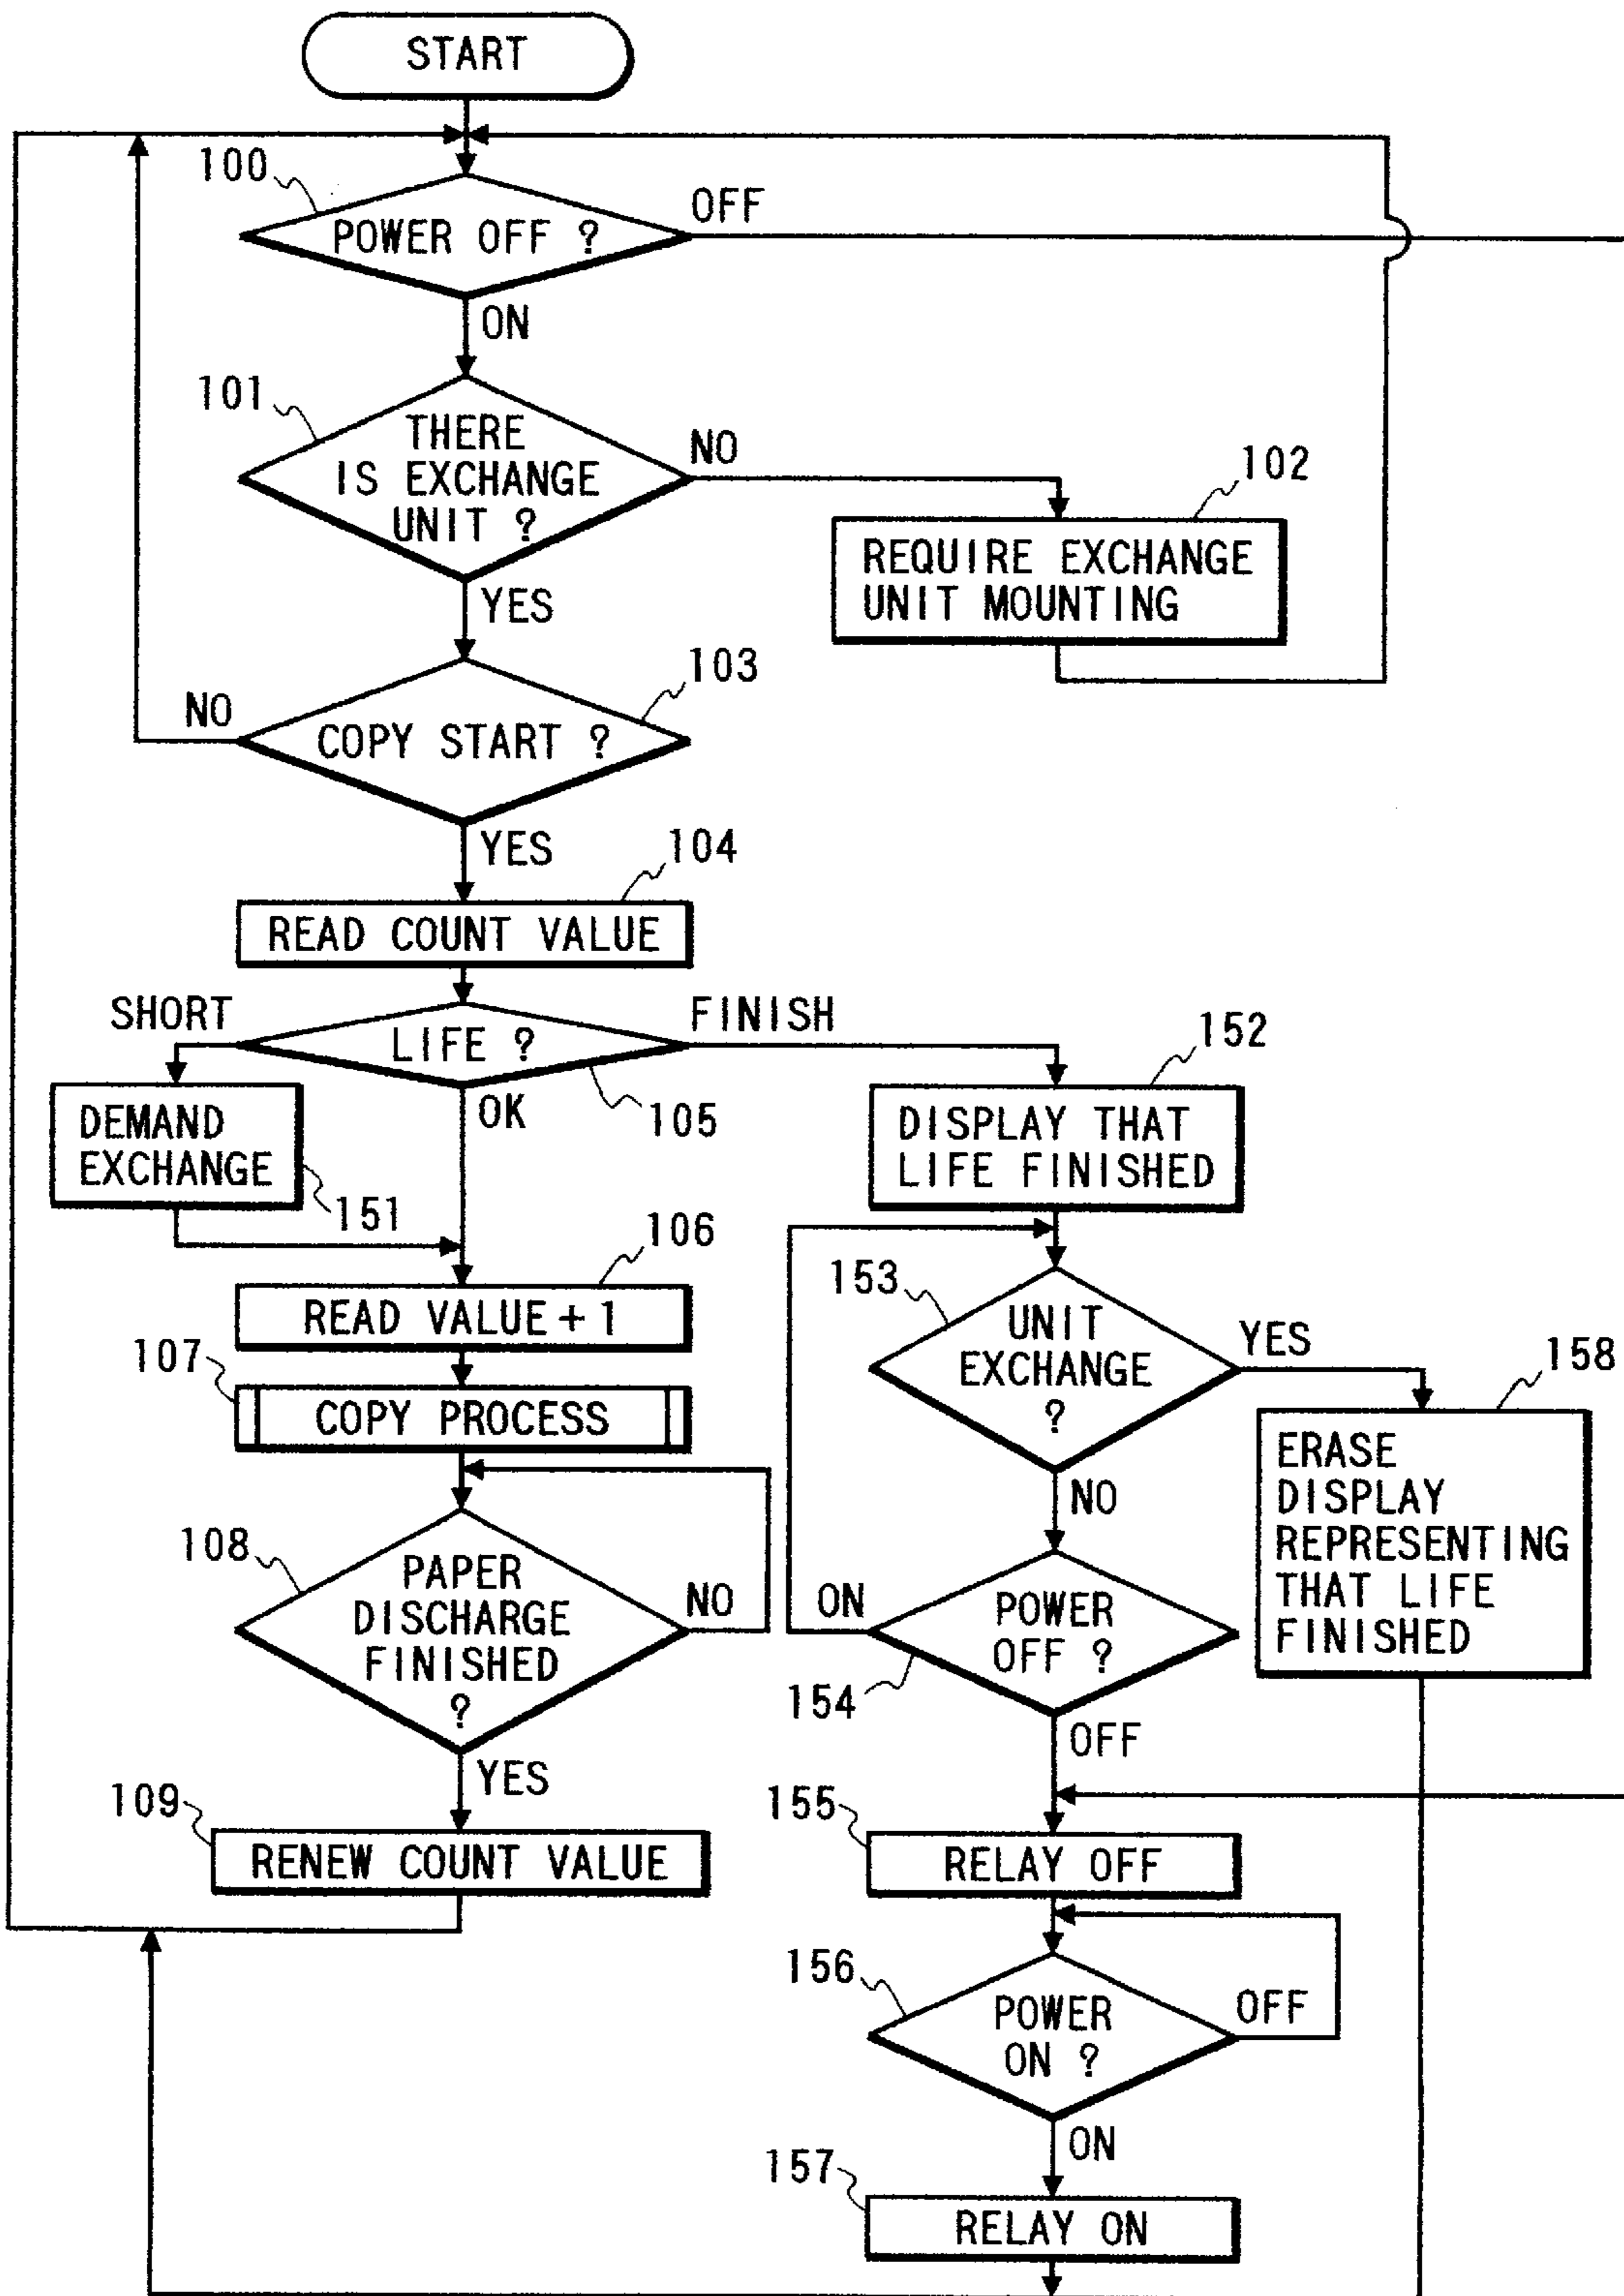 START
100
POWER OFF ?
OFF
ON
101
THERE
IS EXCHANGE
UNIT ?
NO
102
REQUIRE EXCHANGE
UNIT MOUNTING
YES
103
NO
COPY START ?
YES
104
READ COUNT VALUE
SHORT
LIFE ?
FINISH
105
OK
152
DEMAND
EXCHANGE
151
DISPLAY THAT
LIFE FINISHED
106
READ VALUE + 1
153
UNIT
EXCHANGE
?
YES
158
107
COPY PROCESS
NO
ERASE
DISPLAY
REPRESENTING
THAT LIFE
FINISHED
108
PAPER
DISCHARGE
FINISHED
?
NO
ON
POWER
OFF ?
154
OFF
YES
109
RENEW COUNT VALUE
155
RELAY OFF
156
POWER
ON ?
OFF
ON
157
RELAY ON